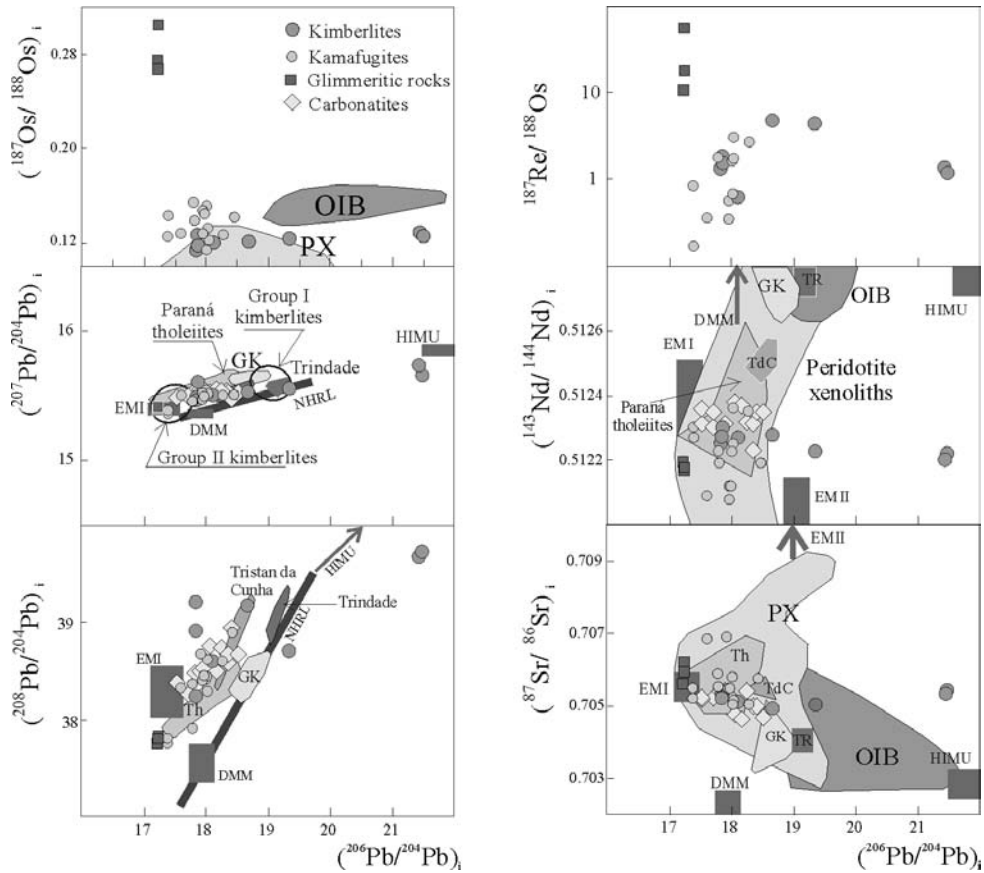 (187Os/ 188Os) i
0.28
0.20
0.12
Kimberlites
Kamafugites
Glimmeritic rocks
Carbonatites
OIB
PX
(207Pb/204Pb) i
16
15
Group I
kimberlites
Paraná
tholeiites
GK
HIMU
Trindade
NHRL
EMI
DMM
Group II kimberlites
(208Pb/204Pb) i
39
38
Tristan da
Cunha
HIMU
Trindade
NHRL
EMI
Th
GK
DMM
17 18 19 20 21
(206Pb/204Pb)i
187Re/ 188Os
10
1
(143Nd/ 144Nd) i
0.5126
0.5124
0.5122
GK
TR
OIB
DMM
HIMU
EMI
TdC
Peridotite
xenoliths
Paraná
tholeiites
EMII
(87Sr/ 86Sr) i
0.709
0.707
0.705
0.703
EMII
PX
Th
EMI
TdC
GK
TR
OIB
HIMU
DMM
17 18 19 20 21
(206Pb/204Pb)i